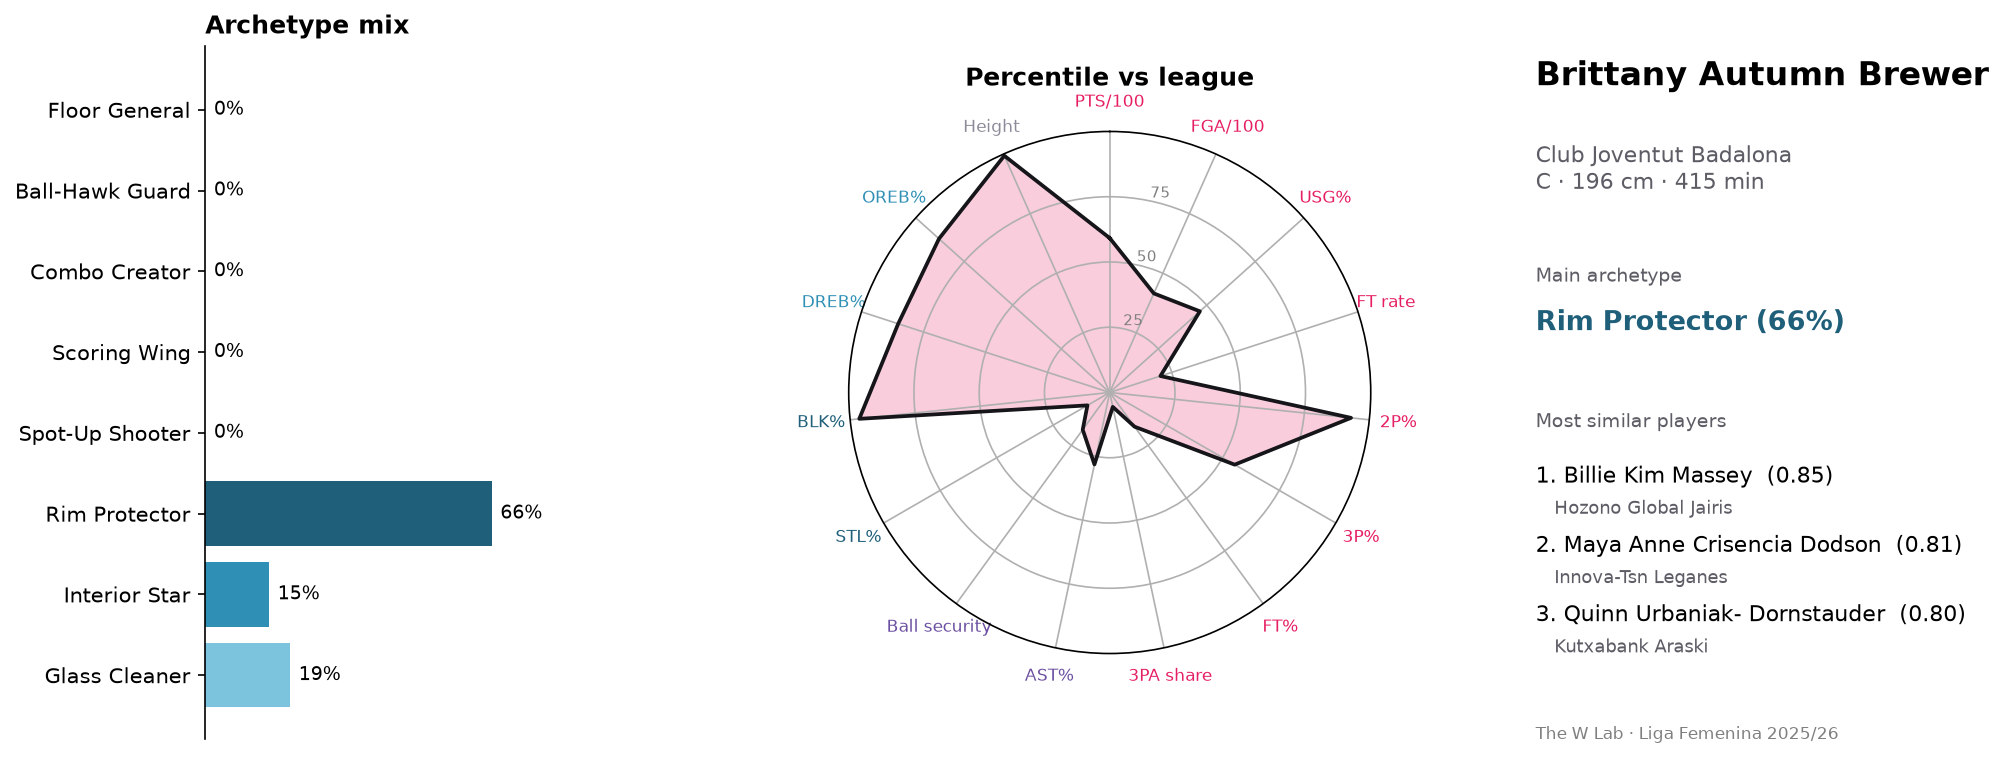 Archetype mix
Floor General
0%
Ball-Hawk Guard
0%
Combo Creator
0%
Scoring Wing
0%
Spot-Up Shooter
0%
Rim Protector
66%
Interior Star
15%
Glass Cleaner
19%
Percentile vs league
PTS/100
FGA/100
USG%
FT rate
2P%
3P%
FT%
3PA share
AST%
Ball security
STL%
BLK%
DREB%
OREB%
Height
75
50
25
Brittany Autumn Brewer
Club Joventut Badalona
C · 196 cm · 415 min
Main archetype
Rim Protector (66%)
Most similar players
1. Billie Kim Massey (0.85)
Hozono Global Jairis
2. Maya Anne Crisencia Dodson (0.81)
Innova-Tsn Leganes
3. Quinn Urbaniak- Dornstauder (0.80)
Kutxabank Araski
The W Lab · Liga Femenina 2025/26